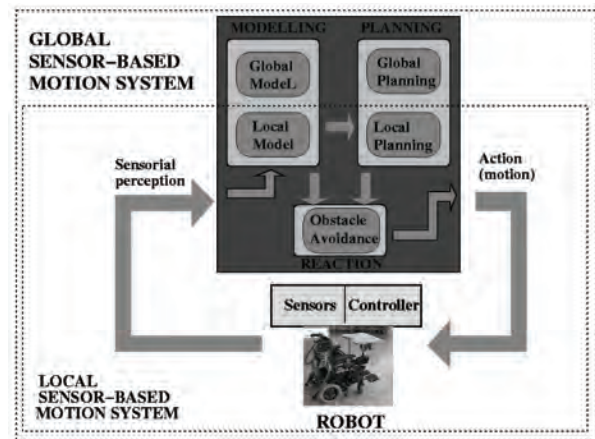 GLOBAL
SENSOR-BASED
MOTION SYSTEM
MODELLING
PLANNING
Global
ModeL
Global
Planning
Local
Model
Local
Planning
Sensorial
perception
Action
(motion)
Obstacle
Avoidance
REACTION
Sensors
Controller
LOCAL
SENSOR-BASED
MOTION SYSTEM
ROBOT